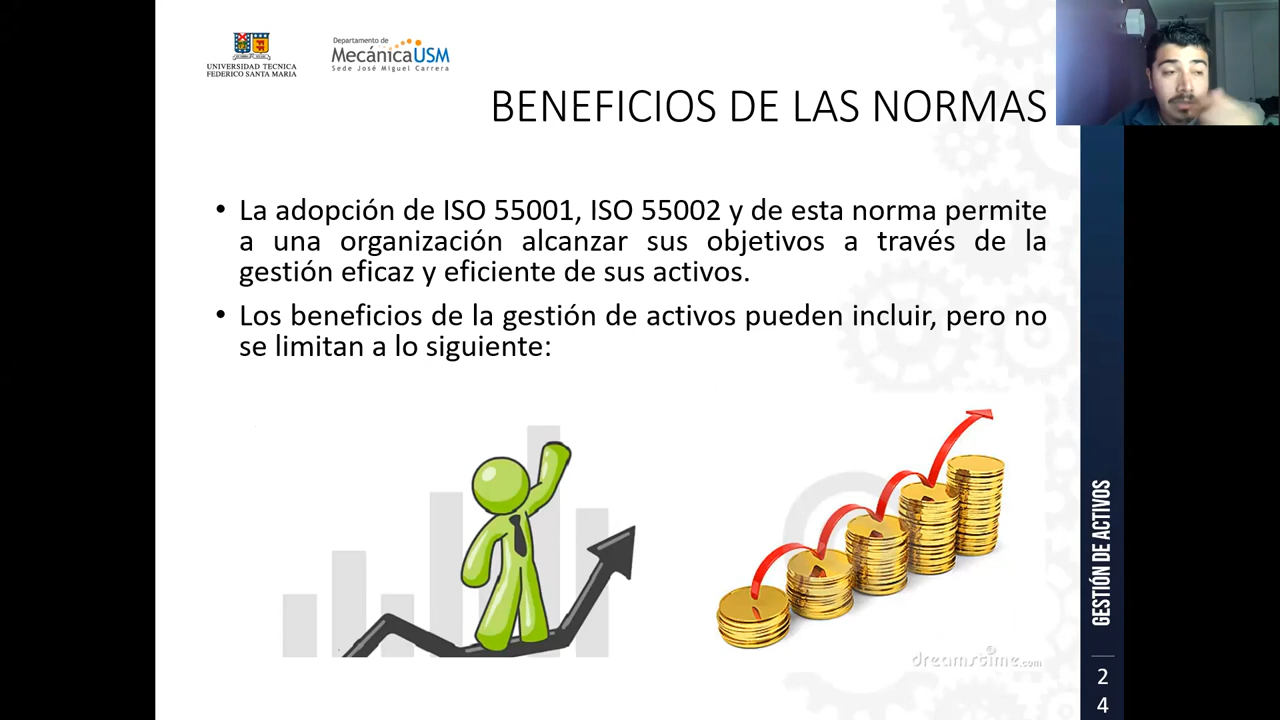 UNIVERSIDAD TECNICA
FEDERICO SANTA MARIA
Departamento de
MecánicaUSM
Sede José Miguel Carrera
BENEFICIOS DE LAS NORMAS
• La adopción de ISO 55001, ISO 55002 y de esta norma permite
a una organización alcanzar sus objetivos a través de la
gestión eficaz y eficiente de sus activos.
• Los beneficios de la gestión de activos pueden incluir, pero no
se limitan a lo siguiente:
dreamstime.com
GESTIÓN DE ACTIVOS
2
4